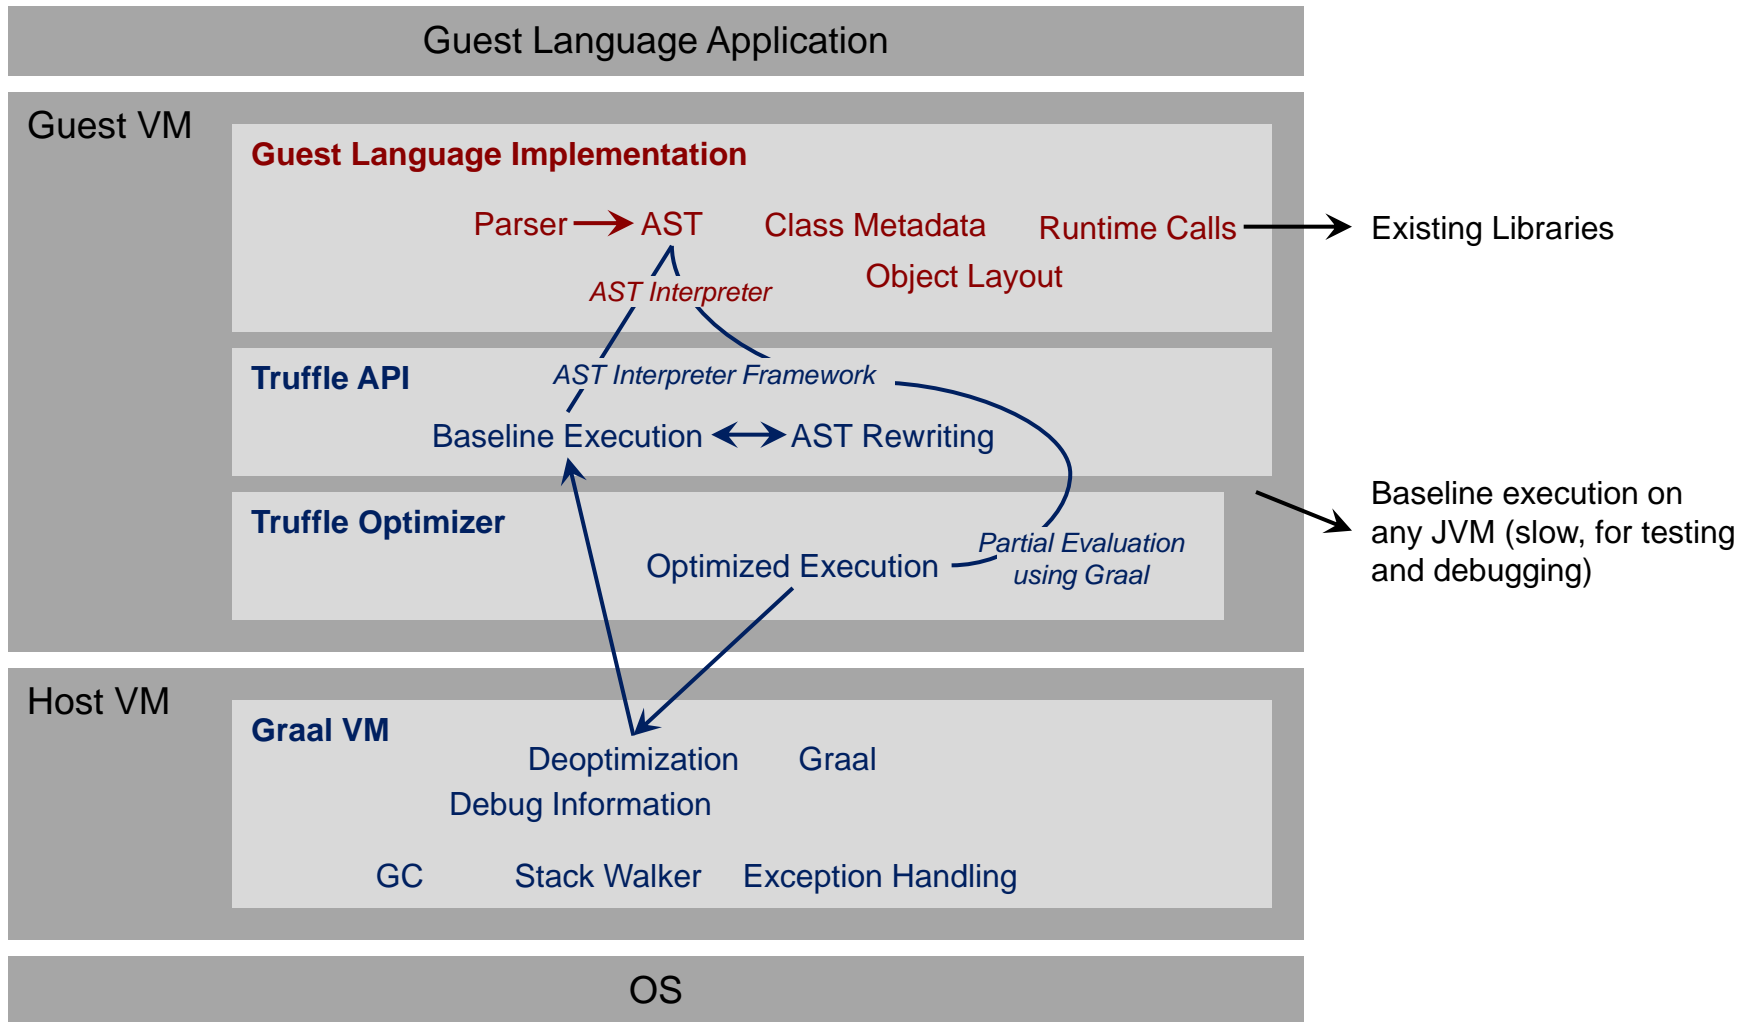 Guest Language Application
Guest VM
Guest Language Implementation
Parser AST Class Metadata Runtime Calls Existing Libraries
Object Layout
AST Interpreter
Truffle API
AST Interpreter Framework
Baseline Execution AST Rewriting
Truffle Optimizer
Optimized Execution
Partial Evaluation
using Graal
Baseline execution on
any JVM (slow, for testing
and debugging)
Host VM
Graal VM
Deoptimization Graal
Debug Information
GC Stack Walker Exception Handling
OS